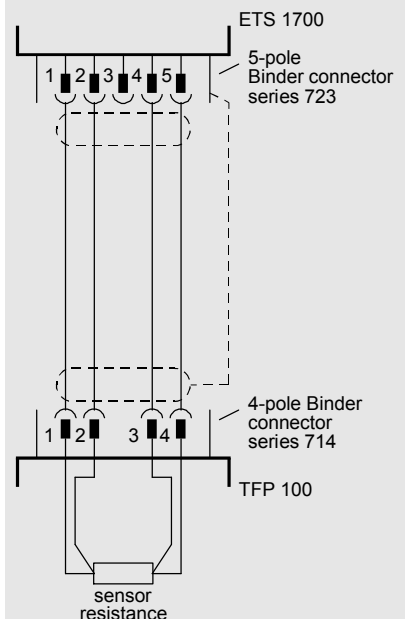 ETS 1700
5-pole
Binder connector
series 723
1 2 3 4 5
4-pole Binder
connector
series 714
1 2 3 4
TFP 100
sensor
resistance